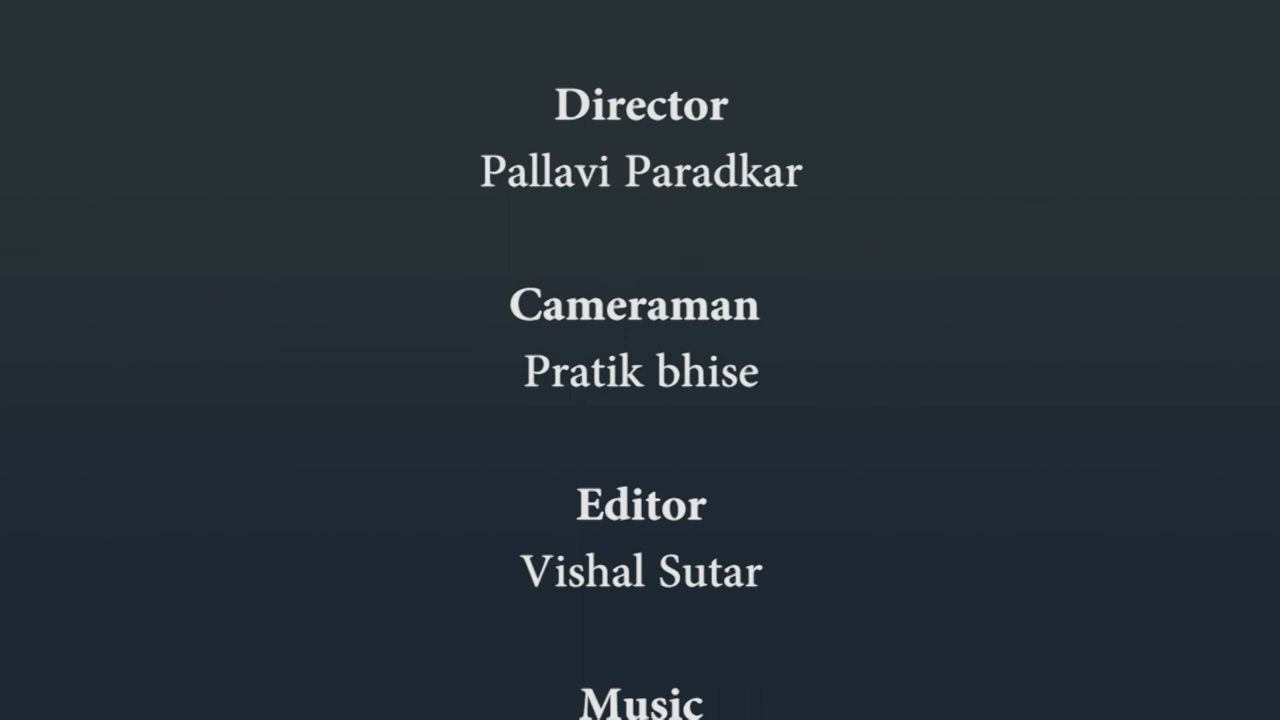 Director
Pallavi Paradkar
Cameraman
Pratik bhise
Editor
Vishal Sutar
Music